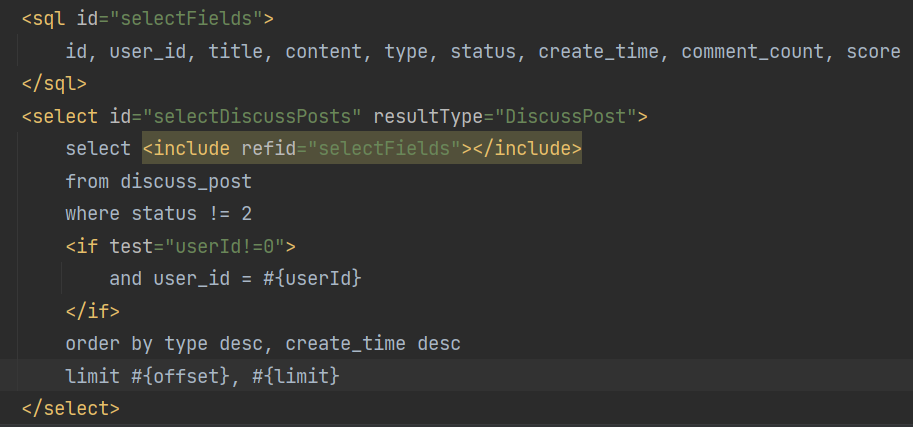 <sql id="selectFields">
id, user_id, title, content, type, status, create_time, comment_count, score
</sql>
<select id="selectDiscussPosts" resultType="DiscussPost">
select <include refid="selectFields"></include>
from discuss_post
where status != 2
<if test="userId!=0">
and user_id = #{userId}
</if>
order by type desc, create_time desc
limit #{offset}, #{limit}
</select>